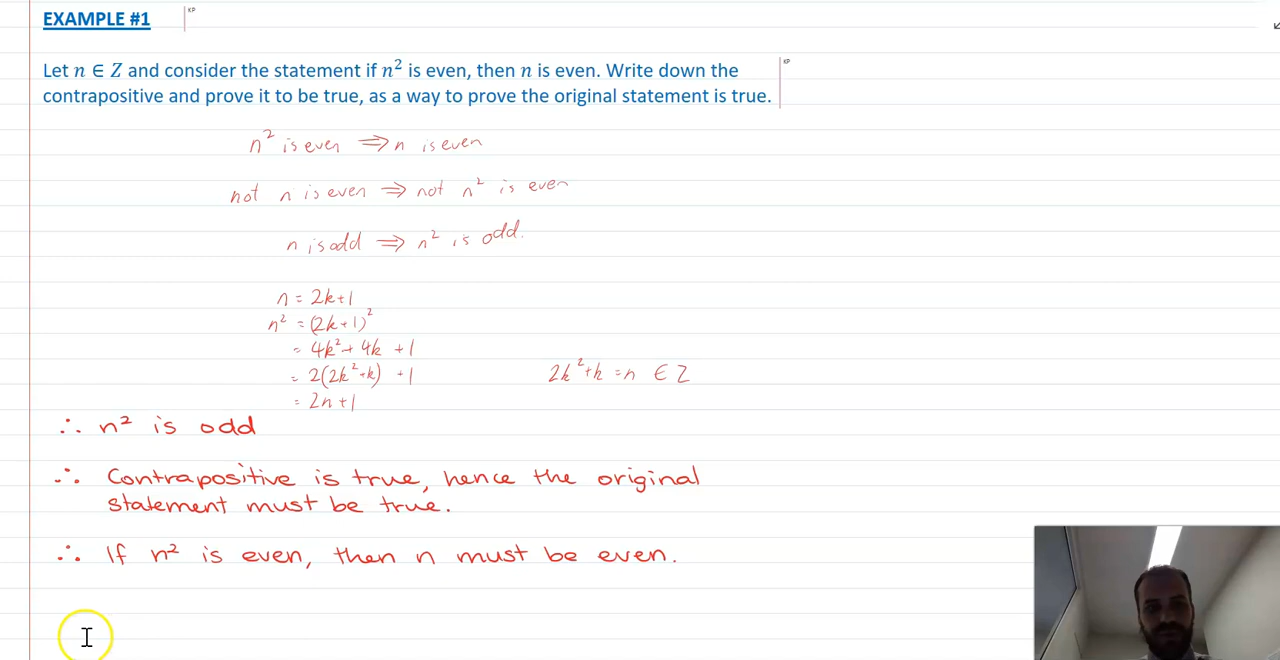 EXAMPLE #1
KP
Let n ∈ Z and consider the statement if n² is even, then n is even. Write down the
KP
contrapositive and prove it to be true, as a way to prove the original statement is true.
n² is even ⇒ n is even
not n is even ⇒ not n² is even
n is odd ⇒ n² is odd.
n = 2k+1
n² = (2k+1)²
= 4k²+4k +1
= 2(2k²+k) +1 2k²+k = n ∈ Z
= 2n+1
∴ n² is odd
∴ Contrapositive is true, hence the original
statement must be true.
∴ If n² is even, then n must be even.